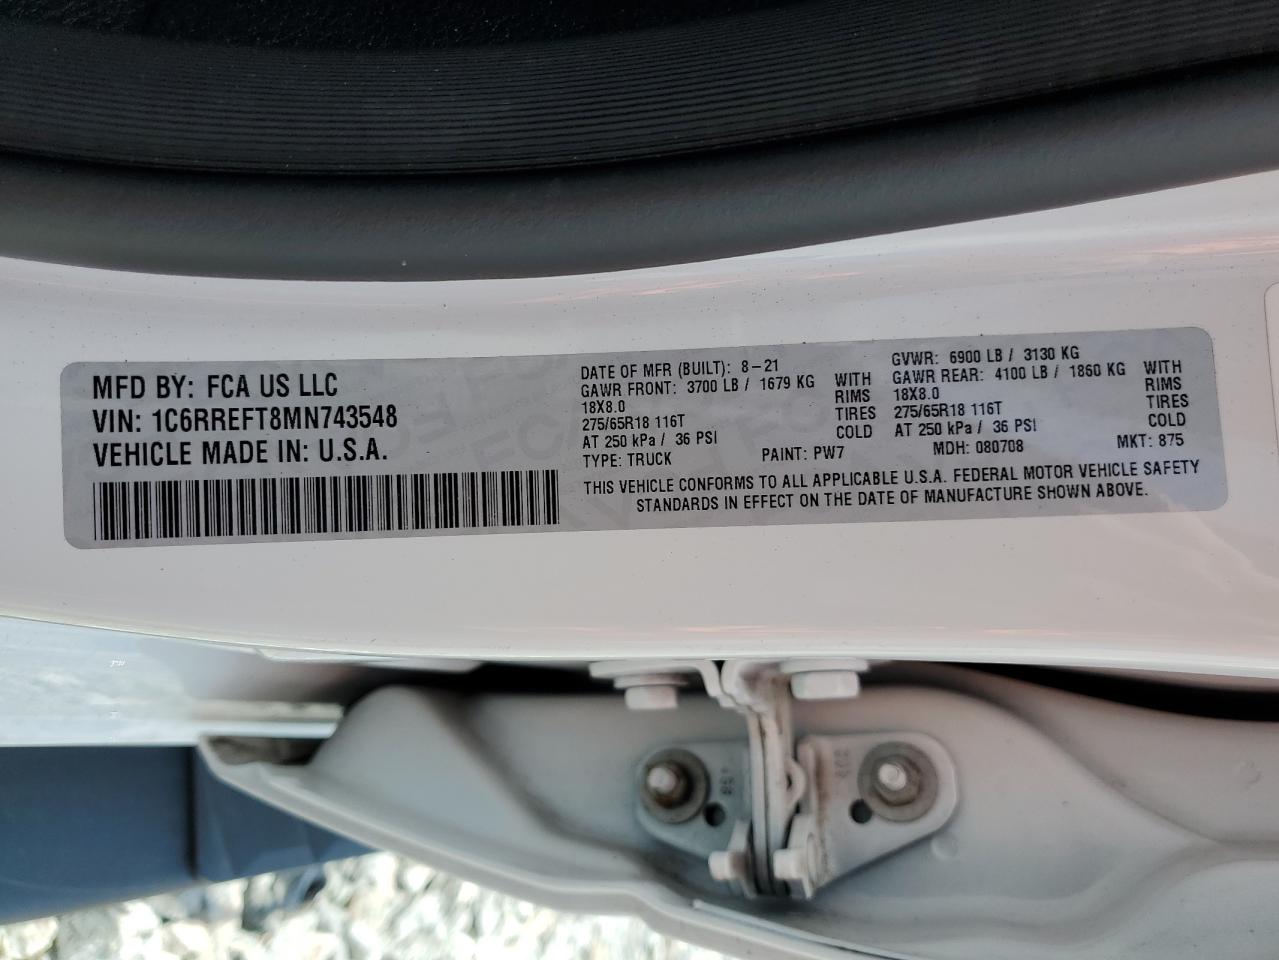 MFD BY: FCA US LLC
VIN: 1C6RREFT8MN743548
VEHICLE MADE IN: U.S.A.
DATE OF MFR (BUILT): 8-21
GVWR: 6900 LB / 3130 KG
GAWR FRONT: 3700 LB / 1679 KG WITH
18X8.0 RIMS
275/65R18 116T TIRES
AT 250 kPa / 36 PSI COLD
GAWR REAR: 4100 LB / 1860 KG WITH
18X8.0 RIMS
275/65R18 116T TIRES
AT 250 kPa / 36 PSI COLD
TYPE: TRUCK PAINT: PW7 MDH: 080708 MKT: 875
THIS VEHICLE CONFORMS TO ALL APPLICABLE U.S.A. FEDERAL MOTOR VEHICLE SAFETY
STANDARDS IN EFFECT ON THE DATE OF MANUFACTURE SHOWN ABOVE.